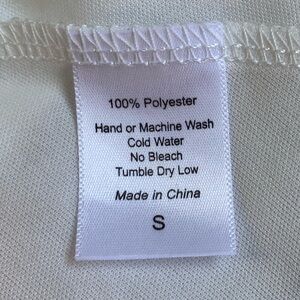 100% Polyester
Hand or Machine Wash
Cold Water
No Bleach
Tumble Dry Low
Made in China
S